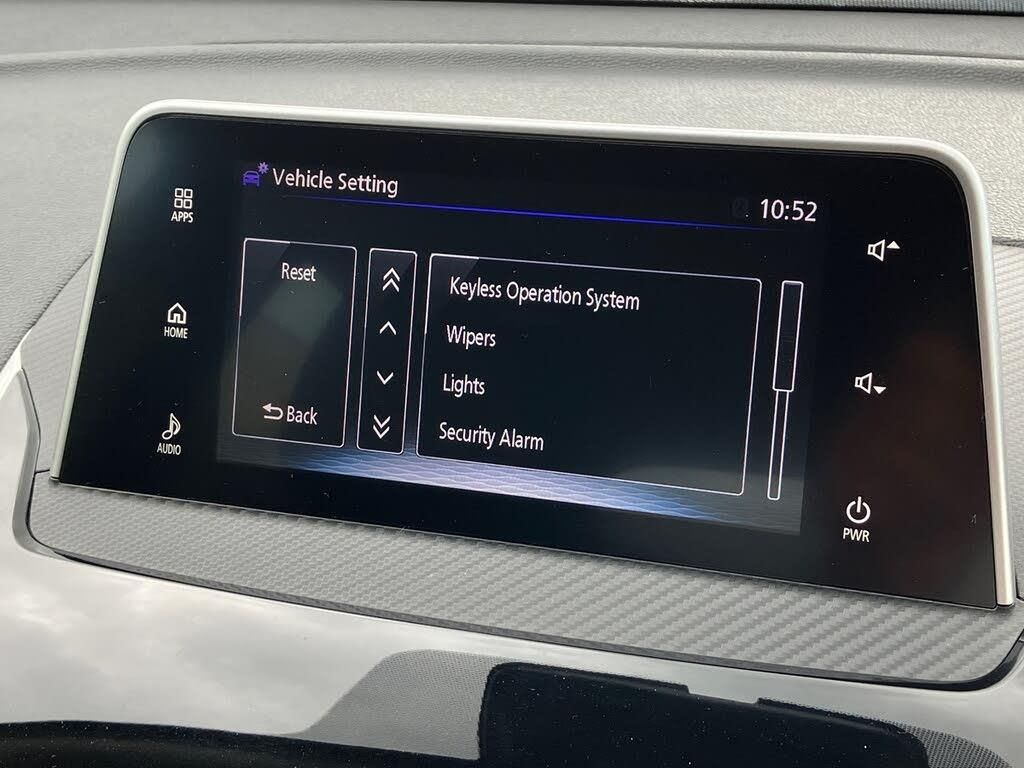 Vehicle Setting
10:52
APPS
HOME
AUDIO
Reset
Back
Keyless Operation System
Wipers
Lights
Security Alarm
PWR